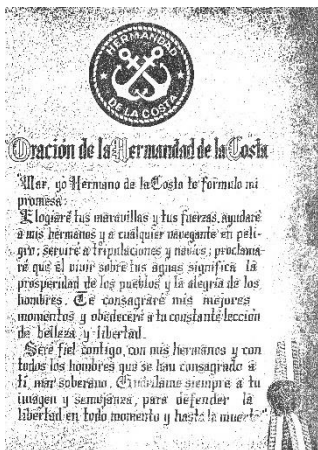 HERMANDAD
DE LA COSTA
Oración de la Hermandad de la Costa
"Mar, yo Hermano de la Costa te formulo mi
promesa:
Elogiaré tus maravillas y tus fuerzas, ayudaré
a mis hermanos y a cualquier navegante en peli-
gro; serviré a tripulaciones y navíos; proclama-
ré que el vivir sobre tus aguas significa la
prosperidad de los pueblos y la alegría de los
hombres. Te consagraré mis mejores
momentos y obedeceré a tu constante lección
de belleza y libertad.
Seré fiel contigo, con mis hermanos y con
todos los hombres que se han consagrado a
tí, mar soberano. Cinélame siempre a tu
imagen y semejanza, para defender la
libertad en todo momento y hasta la muerte"